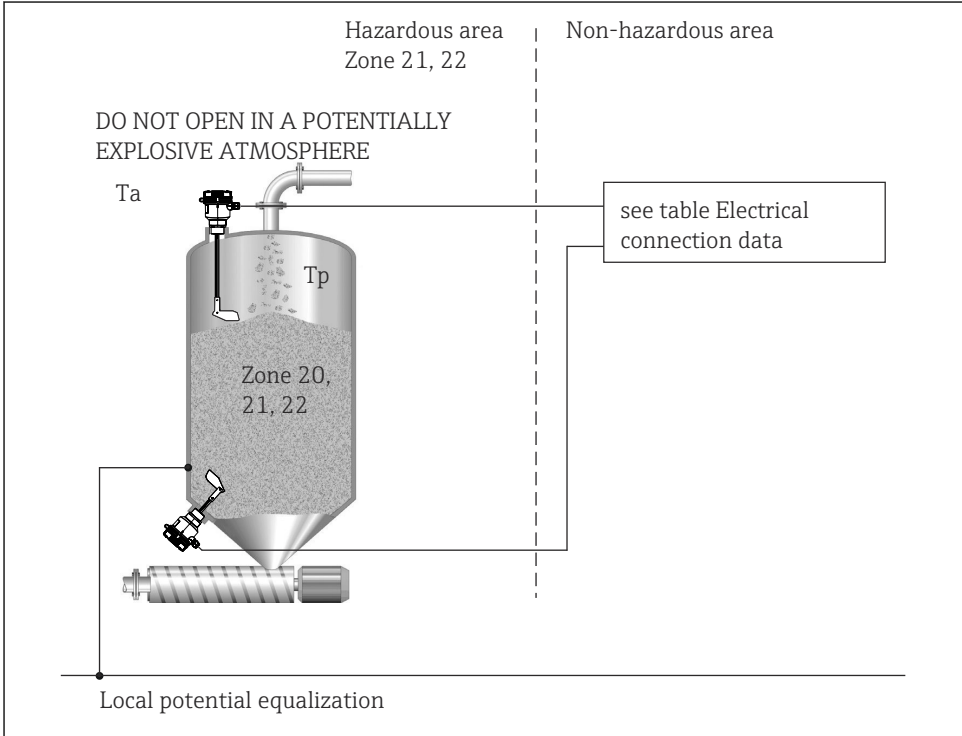 Hazardous area
Zone 21, 22
Non-hazardous area
DO NOT OPEN IN A POTENTIALLY
EXPLOSIVE ATMOSPHERE
Ta
see table Electrical
connection data
Tp
Zone 20,
21, 22
Local potential equalization